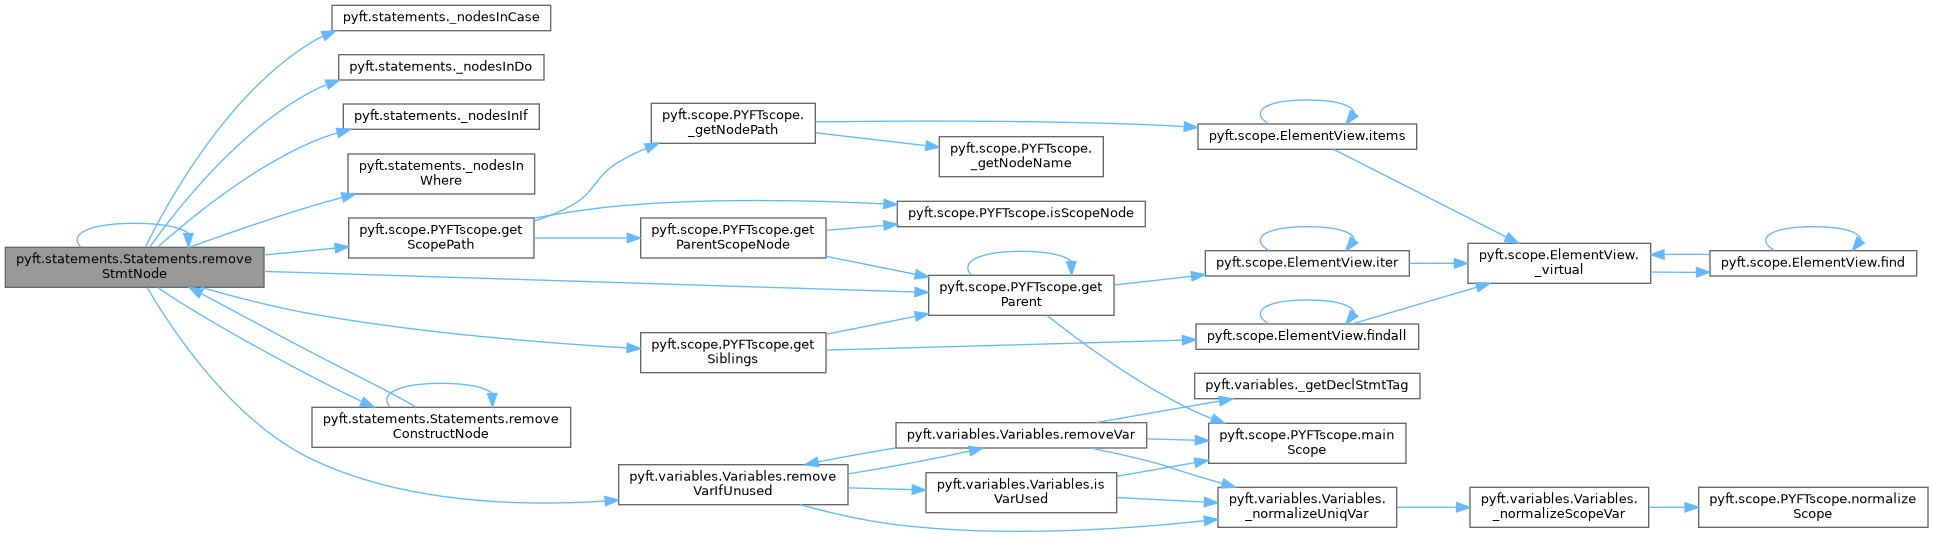 pyft.statements._nodesInCase
pyft.statements._nodesInDo
pyft.statements._nodesInIf
pyft.statements._nodesIn
Where
pyft.statements.Statements.remove
StmtNode
pyft.scope.PYFTscope.get
ScopePath
pyft.statements.Statements.remove
ConstructNode
pyft.scope.PYFTscope.
_getNodePath
pyft.scope.PYFTscope.get
ParentScopeNode
pyft.scope.PYFTscope.get
Siblings
pyft.variables.Variables.remove
VarIfUnused
pyft.scope.PYFTscope.
_getNodeName
pyft.scope.PYFTscope.isScopeNode
pyft.scope.PYFTscope.get
Parent
pyft.variables.Variables.removeVar
pyft.variables.Variables.is
VarUsed
pyft.scope.ElementView.items
pyft.scope.ElementView.iter
pyft.scope.ElementView.findall
pyft.variables._getDeclStmtTag
pyft.scope.PYFTscope.main
Scope
pyft.variables.Variables.
_normalizeUniqVar
pyft.scope.ElementView.
_virtual
pyft.variables.Variables.
_normalizeScopeVar
pyft.scope.ElementView.find
pyft.scope.PYFTscope.normalize
Scope